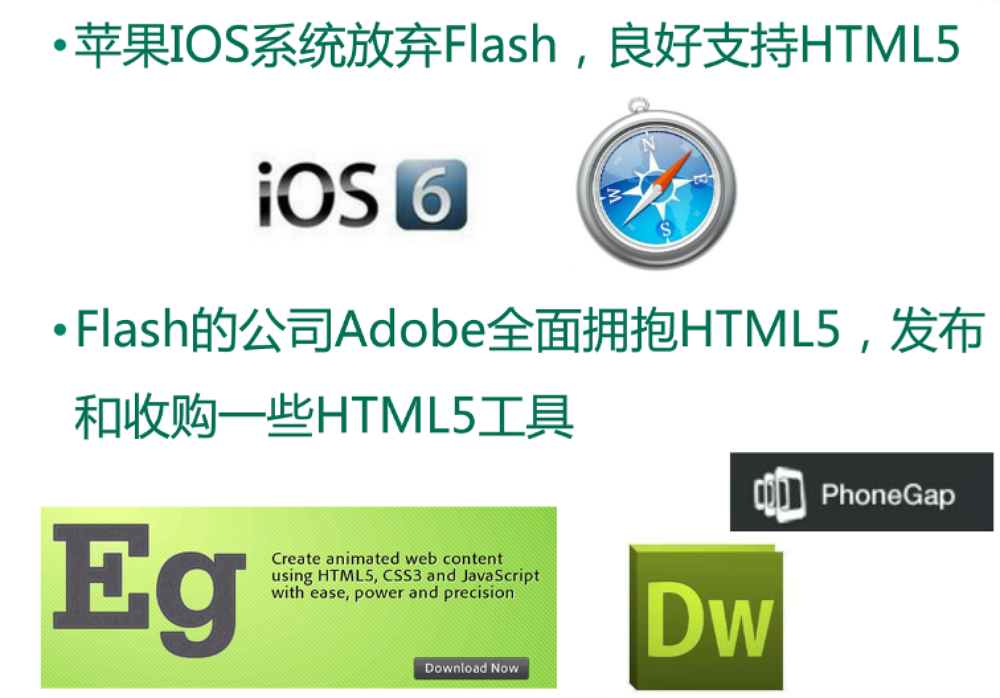 •苹果IOS系统放弃Flash，良好支持HTML5
iOS 6
N
E
W
S
•Flash的公司Adobe全面拥抱HTML5，发布
和收购一些HTML5工具
PhoneGap
Eg
Create animated web content
using HTML5, CSS3 and JavaScript
with ease, power and precision
Download Now
Dw